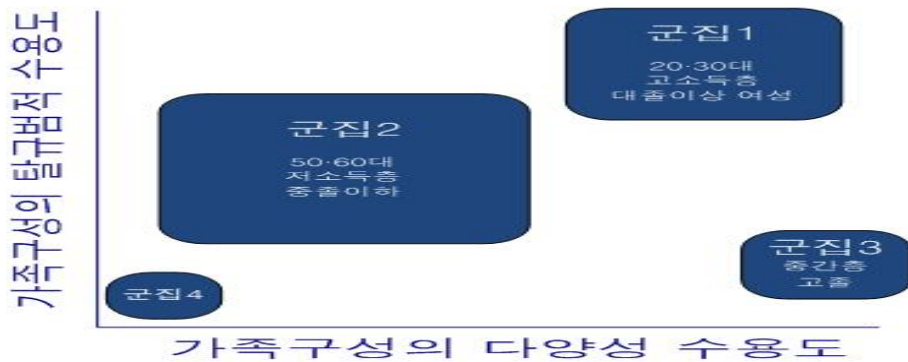 가족구성의 탈규범적 수용도
군집1
20·30대
고소득층
대졸이상 여성
군집2
50·60대
저소득층
중졸이하
군집3
중간층
고졸
군집4
가족구성의 다양성 수용도